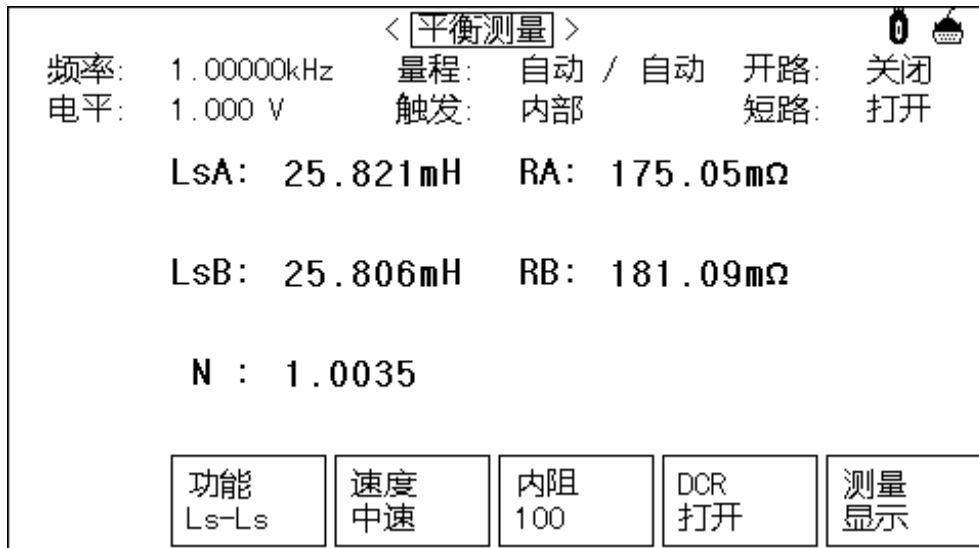 < 平衡测量 >
频率: 1.00000kHz 量程: 自动 / 自动 开路: 关闭
电平: 1.000 V 触发: 内部 短路: 打开
LsA: 25.821mH RA: 175.05mΩ
LsB: 25.806mH RB: 181.09mΩ
N : 1.0035
功能 速度 内阻 DCR 测量
Ls-Ls 中速 100 打开 显示